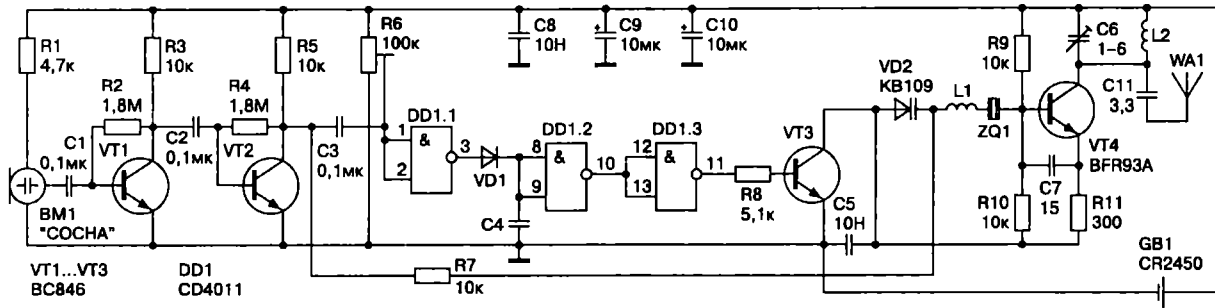 R1
4,7к
R3
10к
R5
10к
R6
100к
C8
10Н
C9
10мк
C10
10мк
R9
10к
C6
1–6
L2
WA1
C11
3,3
R2
1,8М
R4
1,8М
VD2
КВ109
L1
ZQ1
C1
0,1мк
VT1
C2
0,1мк
VT2
C3
0,1мк
1
2
&
DD1.1
3
VD1
8
9
&
DD1.2
10
12
13
&
DD1.3
11
R8
5,1к
VT3
VT4
BFR93A
BM1
"СОСНА"
C4
C5
10Н
R10
10к
C7
15
R11
300
VT1...VT3
BC846
DD1
CD4011
R7
10к
GB1
CR2450
+
+